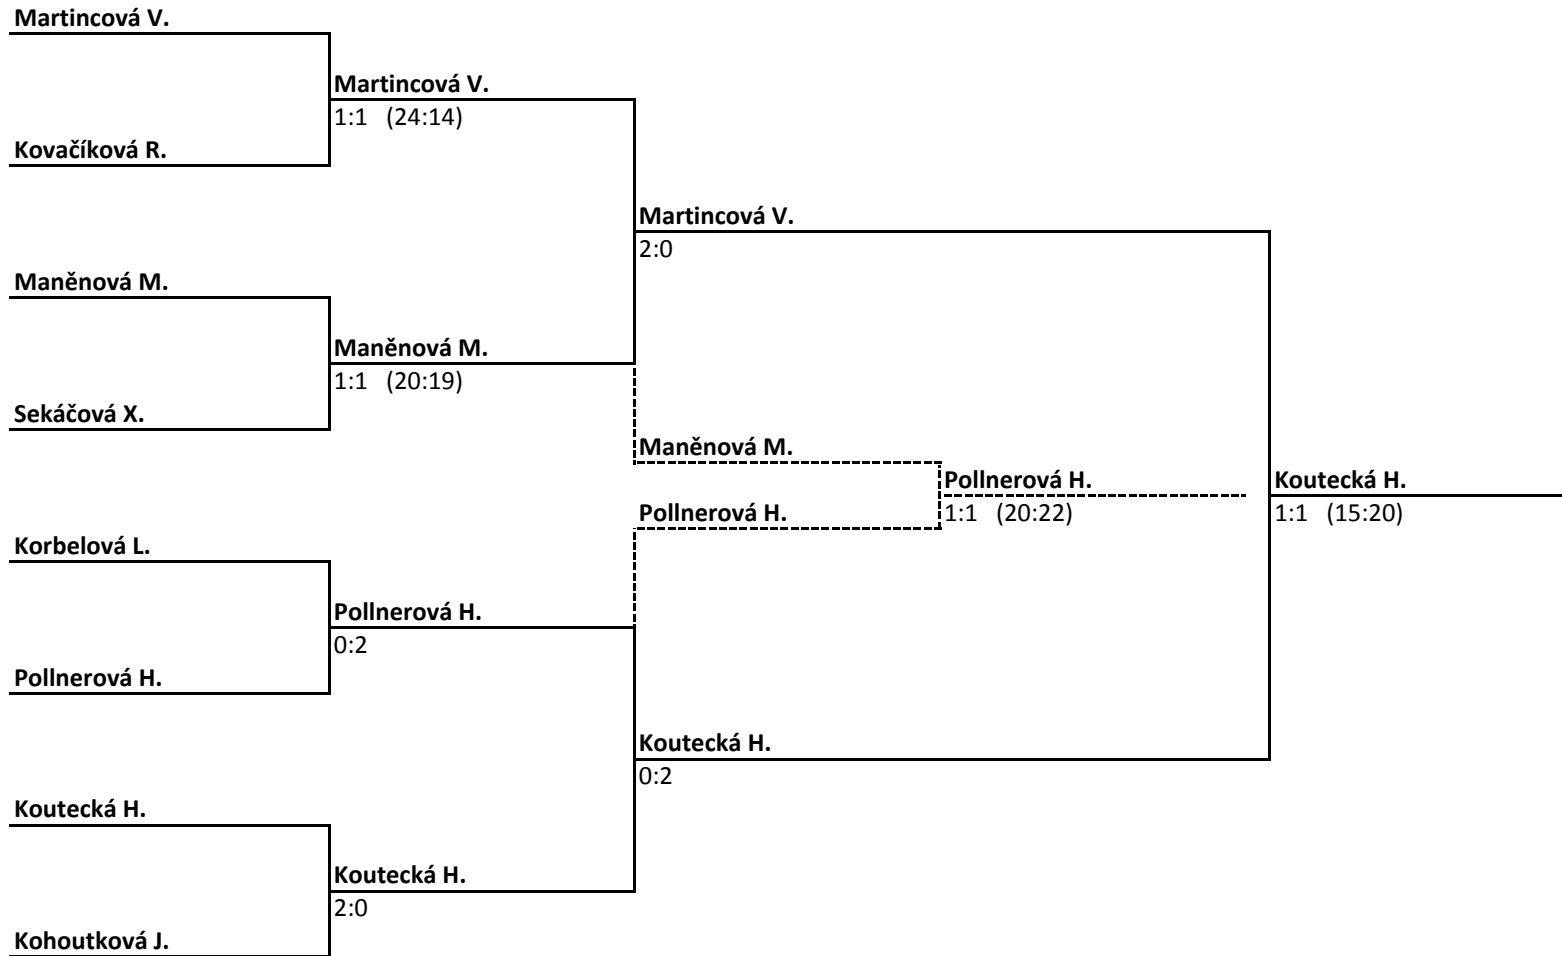 Martincová V.
Martincová V.
1:1 (24:14)
Kovačíková R.
Martincová V.
2:0
Maněnová M.
Maněnová M.
1:1 (20:19)
Sekáčová X.
Maněnová M.
Pollnerová H.
Koutecká H.
Pollnerová H.
1:1 (20:22)
1:1 (15:20)
Korbelová L.
Pollnerová H.
0:2
Pollnerová H.
Koutecká H.
0:2
Koutecká H.
Koutecká H.
2:0
Kohoutková J.